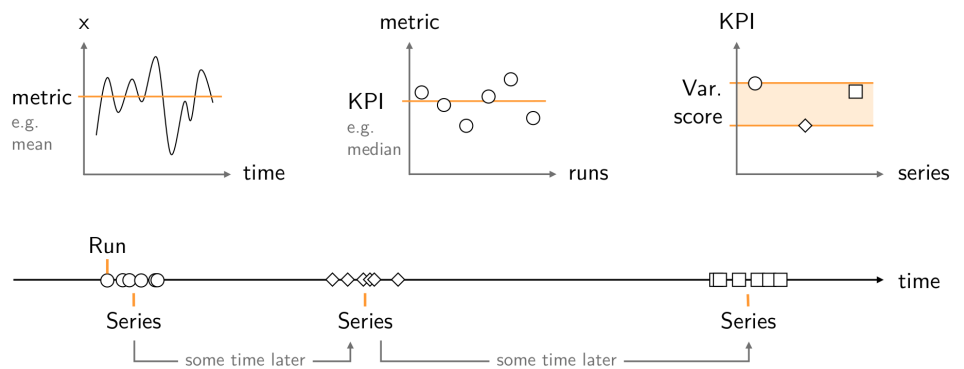 x
metric
e.g.
mean
time
metric
KPI
e.g.
median
runs
KPI
Var.
score
series
Run
time
Series
Series
Series
some time later
some time later